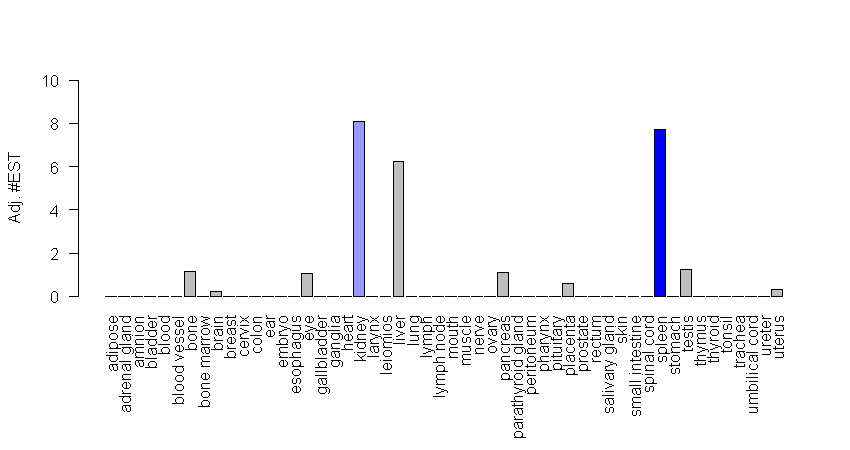 Adj. #EST
10
8
6
4
2
0
adipose
adrenal gland
amnion
bladder
blood
blood vessel
bone
bone marrow
brain
breast
cervix
colon
ear
embryo
esophagus
eye
gallbladder
ganglia
heart
kidney
larynx
leiomios
liver
lung
lymph
lymph node
mouth
muscle
nerve
ovary
pancreas
parathyroid gland
peritoneum
pharynx
pituitary
placenta
prostate
rectum
salivary gland
skin
small intestine
spinal cord
spleen
stomach
testis
thymus
thyroid
tonsil
trachea
umbilical cord
ureter
uterus